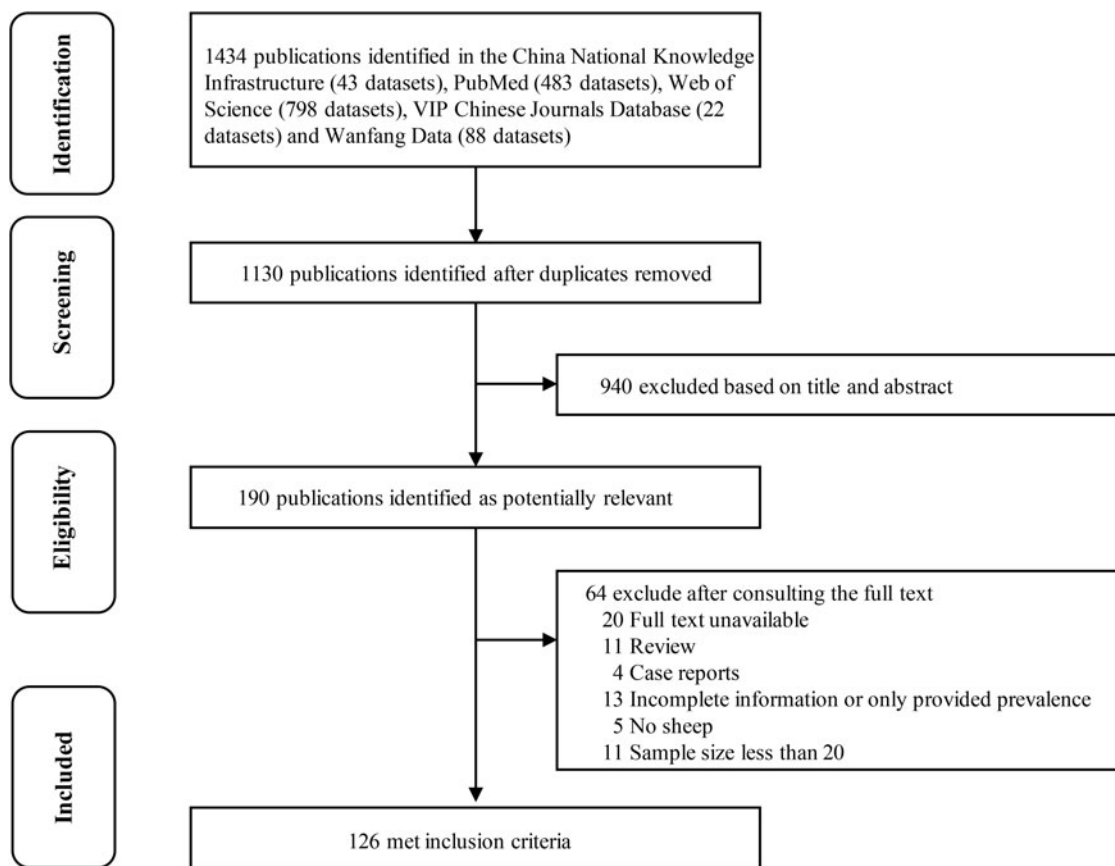 Identification
1434 publications identified in the China National Knowledge
Infrastructure (43 datasets), PubMed (483 datasets), Web of
Science (798 datasets), VIP Chinese Journals Database (22
datasets) and Wanfang Data (88 datasets)
Screening
1130 publications identified after duplicates removed
940 excluded based on title and abstract
Eligibility
190 publications identified as potentially relevant
64 exclude after consulting the full text
20 Full text unavailable
11 Review
4 Case reports
13 Incomplete information or only provided prevalence
5 No sheep
11 Sample size less than 20
Included
126 met inclusion criteria